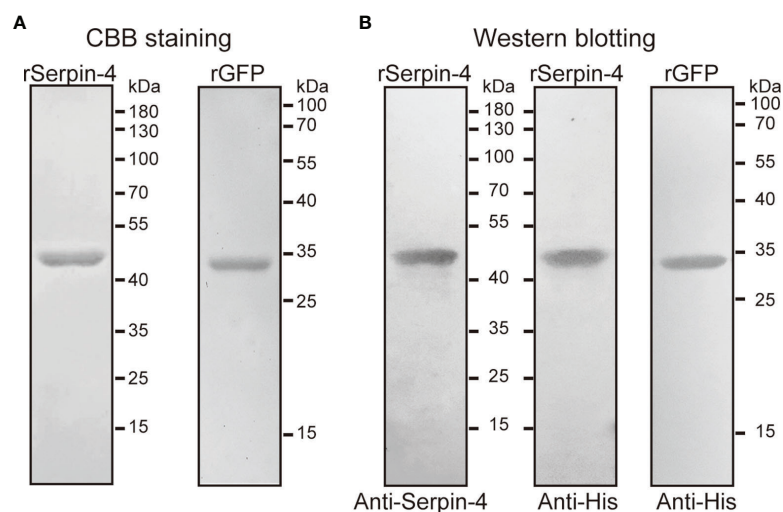 A
CBB staining
rSerpin-4
kDa
180
130
100
70
55
40
35
25
15
rGFP
kDa
100
70
55
40
35
25
15
B
Western blotting
rSerpin-4
kDa
180
130
100
70
55
40
35
25
15
Anti-Serpin-4
rSerpin-4
Anti-His
rGFP
kDa
100
70
55
40
35
25
15
Anti-His